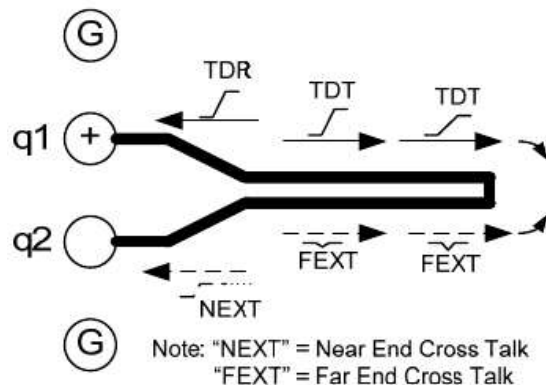 G
TDR
TDT
TDT
q1
+
q2
FEXT
FEXT
NEXT
G
Note: "NEXT" = Near End Cross Talk
"FEXT" = Far End Cross Talk